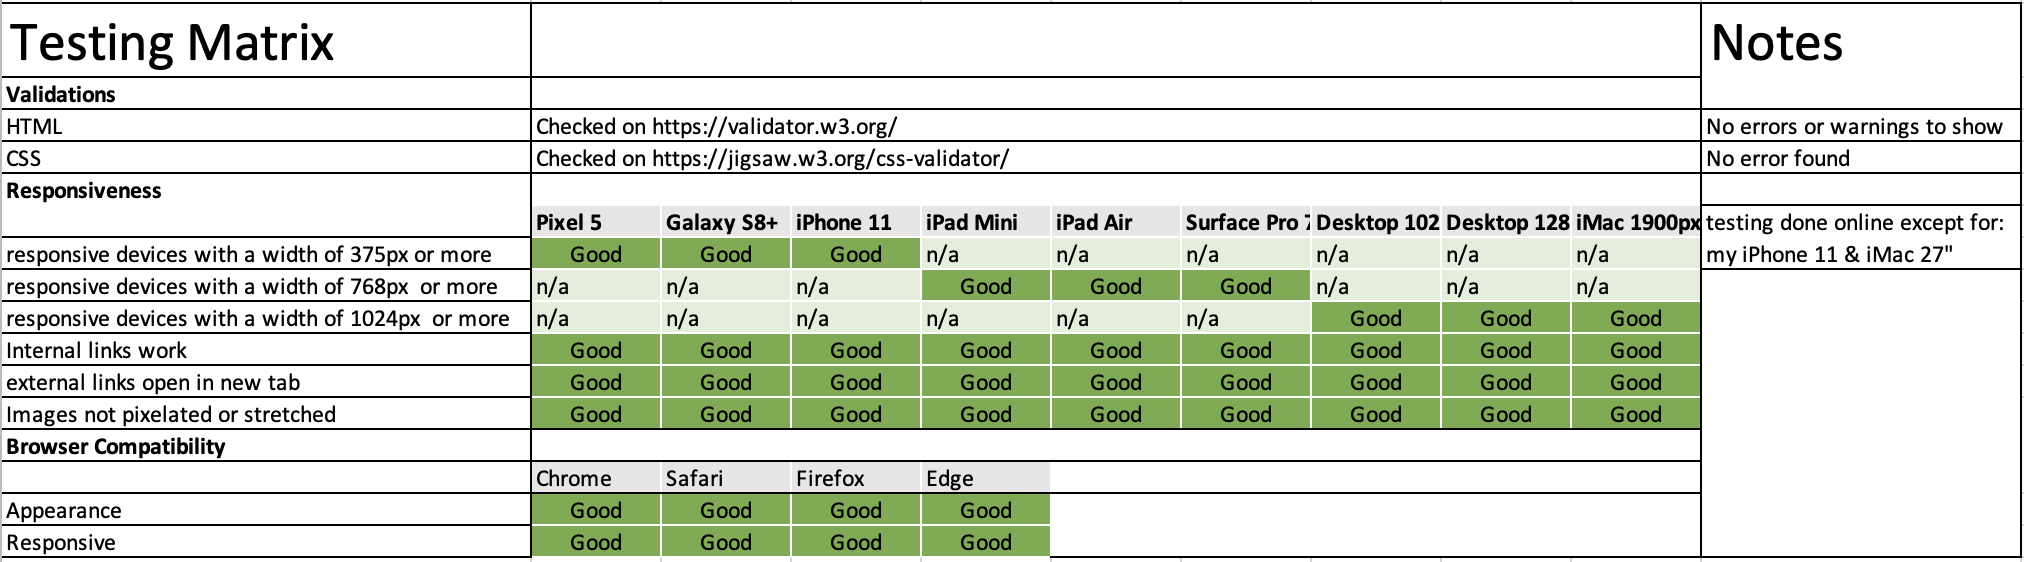 Testing Matrix Notes
Validations
HTML Checked on https://validator.w3.org/ No errors or warnings to show
CSS Checked on https://jigsaw.w3.org/css-validator/ No error found
Responsiveness
Pixel 5 Galaxy S8+ iPhone 11 iPad Mini iPad Air Surface Pro 7 Desktop 102 Desktop 128 iMac 1900px testing done online except for:
responsive devices with a width of 375px or more Good Good Good n/a n/a n/a n/a n/a n/a my iPhone 11 & iMac 27"
responsive devices with a width of 768px or more n/a n/a n/a Good Good Good n/a n/a n/a
responsive devices with a width of 1024px or more n/a n/a n/a n/a n/a n/a Good Good Good
Internal links work Good Good Good Good Good Good Good Good Good
external links open in new tab Good Good Good Good Good Good Good Good Good
Images not pixelated or stretched Good Good Good Good Good Good Good Good Good
Browser Compatibility
Chrome Safari Firefox Edge
Appearance Good Good Good Good
Responsive Good Good Good Good